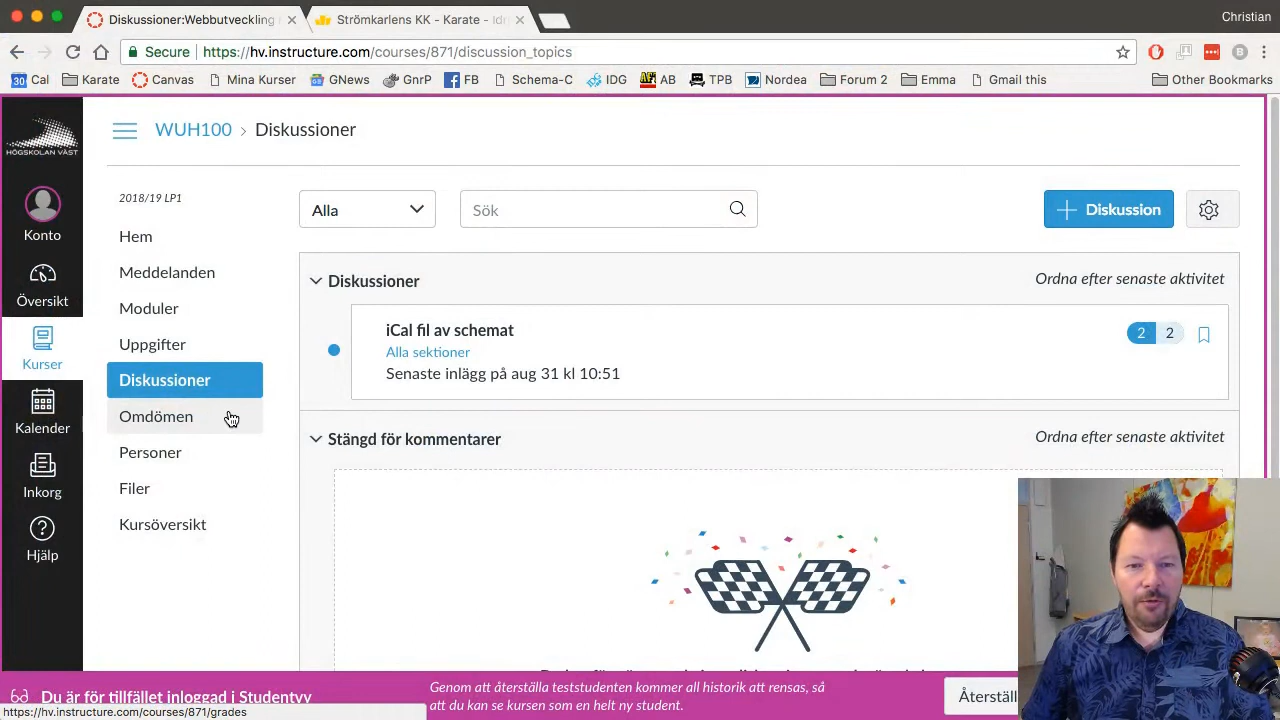 Diskussioner:Webbutveckling
Strömkarlens KK - Karate - Idr
Christian
Secure
https://hv.instructure.com/courses/871/discussion_topics
30 Cal
Karate
Canvas
Mina Kurser
GNews
GnrP
FB
Schema-C
IDG
AB
TFB
Nordea
Forum 2
Emma
Gmail this
Other Bookmarks
HÖGSKOLAN VÄST
Konto
Översikt
Kurser
Kalender
Inkorg
Hjälp
WUH100 › Diskussioner
2018/19 LP1
Hem
Meddelanden
Moduler
Uppgifter
Diskussioner
Omdömen
Personer
Filer
Kursöversikt
Alla
Sök
Diskussion
Diskussioner
Ordna efter senaste aktivitet
iCal fil av schemat
Alla sektioner
Senaste inlägg på aug 31 kl 10:51
2 2
Stängd för kommentarer
Ordna efter senaste aktivitet
Du är för tillfället inloggad i Studentvy
Genom att återställa teststudenten kommer all historik att rensas, så
att du kan se kursen som en helt ny student.
Återställ
https://hv.instructure.com/courses/871/grades